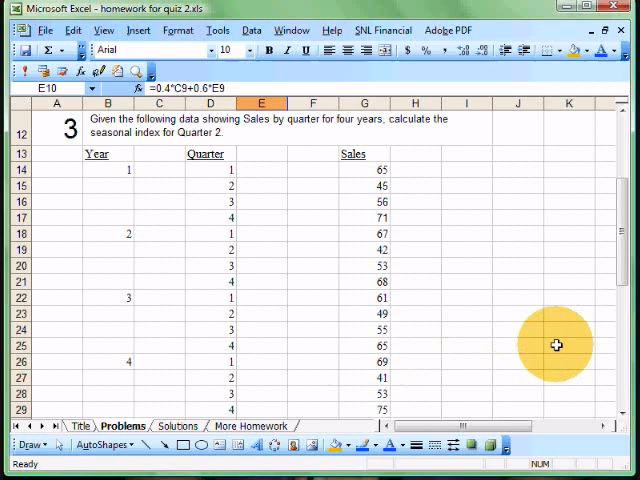 Microsoft Excel - homework for quiz 2.xls
File Edit View Insert Format Tools Data Window Help SNL Financial Adobe PDF
Σ Arial 10 B I U $ % ,
E10 fx =0.4*C9+0.6*E9
A B C D E F G H I J K
12 3 Given the following data showing Sales by quarter for four years, calculate the
seasonal index for Quarter 2.
13 Year Quarter Sales
14 1 1 65
15 2 45
16 3 56
17 4 71
18 2 1 67
19 2 42
20 3 53
21 4 68
22 3 1 61
23 2 49
24 3 55
25 4 65
26 4 1 69
27 2 41
28 3 53
29 4 75
Title Problems Solutions More Homework
Draw AutoShapes
Ready NUM